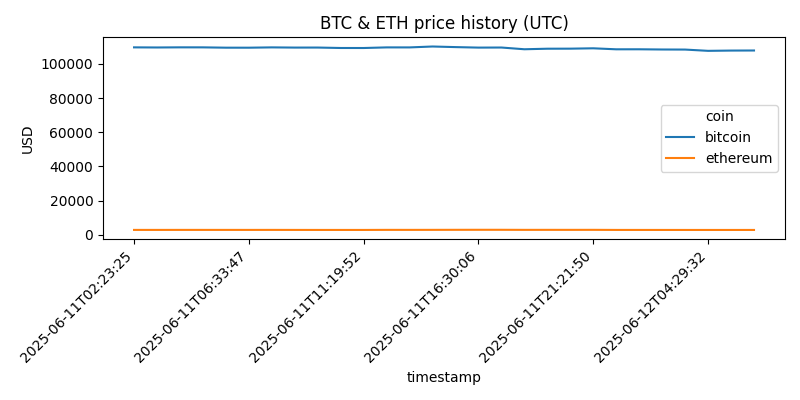 BTC & ETH price history (UTC)
USD
100000
80000
60000
40000
20000
0
coin
bitcoin
ethereum
2025-06-11T02:23:25
2025-06-11T06:33:47
2025-06-11T11:19:52
2025-06-11T16:30:06
2025-06-11T21:21:50
2025-06-12T04:29:32
timestamp